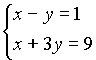 x − y = 1
x + 3y = 9